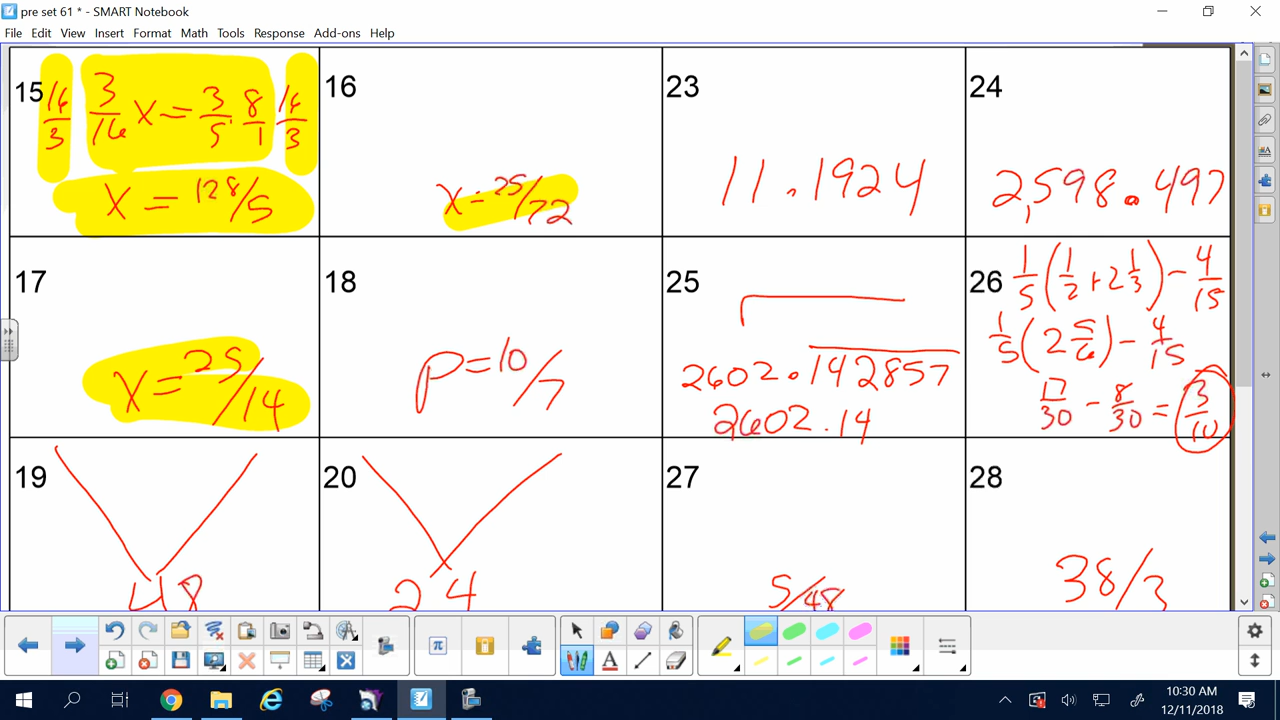 pre set 61 * - SMART Notebook
File Edit View Insert Format Math Tools Response Add-ons Help
15
16/3 3/16 x = 3/5 · 8/1 16/3
x = 128/5
16
x = 25/72
23
11.1924
24
2,598.497
17
x = 25/14
18
p = 10/7
25
2602.142857
2602.14
26
1/5 (1/2 + 2 1/3) - 4/15
1/5 (2 5/6) - 4/15
17/30 - 8/30 = 3/10
19
48
20
24
27
5/48
28
38/3
10:30 AM
12/11/2018